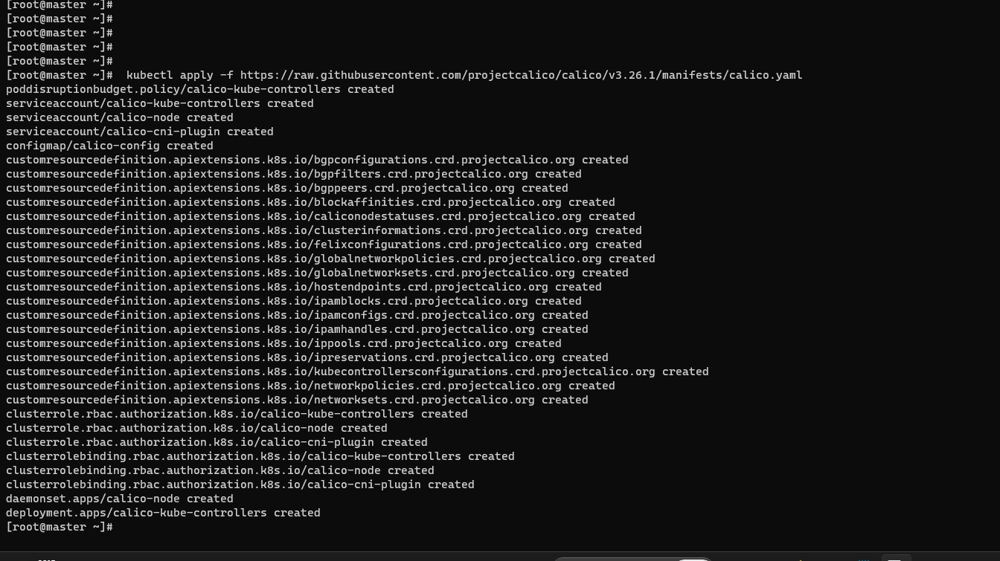 [root@master ~]#
[root@master ~]#
[root@master ~]#
[root@master ~]#
[root@master ~]#
[root@master ~]#  kubectl apply -f https://raw.githubusercontent.com/projectcalico/calico/v3.26.1/manifests/calico.yaml
poddisruptionbudget.policy/calico-kube-controllers created
serviceaccount/calico-kube-controllers created
serviceaccount/calico-node created
serviceaccount/calico-cni-plugin created
configmap/calico-config created
customresourcedefinition.apiextensions.k8s.io/bgpconfigurations.crd.projectcalico.org created
customresourcedefinition.apiextensions.k8s.io/bgpfilters.crd.projectcalico.org created
customresourcedefinition.apiextensions.k8s.io/bgppeers.crd.projectcalico.org created
customresourcedefinition.apiextensions.k8s.io/blockaffinities.crd.projectcalico.org created
customresourcedefinition.apiextensions.k8s.io/caliconodestatuses.crd.projectcalico.org created
customresourcedefinition.apiextensions.k8s.io/clusterinformations.crd.projectcalico.org created
customresourcedefinition.apiextensions.k8s.io/felixconfigurations.crd.projectcalico.org created
customresourcedefinition.apiextensions.k8s.io/globalnetworkpolicies.crd.projectcalico.org created
customresourcedefinition.apiextensions.k8s.io/globalnetworksets.crd.projectcalico.org created
customresourcedefinition.apiextensions.k8s.io/hostendpoints.crd.projectcalico.org created
customresourcedefinition.apiextensions.k8s.io/ipamblocks.crd.projectcalico.org created
customresourcedefinition.apiextensions.k8s.io/ipamconfigs.crd.projectcalico.org created
customresourcedefinition.apiextensions.k8s.io/ipamhandles.crd.projectcalico.org created
customresourcedefinition.apiextensions.k8s.io/ippools.crd.projectcalico.org created
customresourcedefinition.apiextensions.k8s.io/ipreservations.crd.projectcalico.org created
customresourcedefinition.apiextensions.k8s.io/kubecontrollersconfigurations.crd.projectcalico.org created
customresourcedefinition.apiextensions.k8s.io/networkpolicies.crd.projectcalico.org created
customresourcedefinition.apiextensions.k8s.io/networksets.crd.projectcalico.org created
clusterrole.rbac.authorization.k8s.io/calico-kube-controllers created
clusterrole.rbac.authorization.k8s.io/calico-node created
clusterrole.rbac.authorization.k8s.io/calico-cni-plugin created
clusterrolebinding.rbac.authorization.k8s.io/calico-kube-controllers created
clusterrolebinding.rbac.authorization.k8s.io/calico-node created
clusterrolebinding.rbac.authorization.k8s.io/calico-cni-plugin created
daemonset.apps/calico-node created
deployment.apps/calico-kube-controllers created
[root@master ~]#